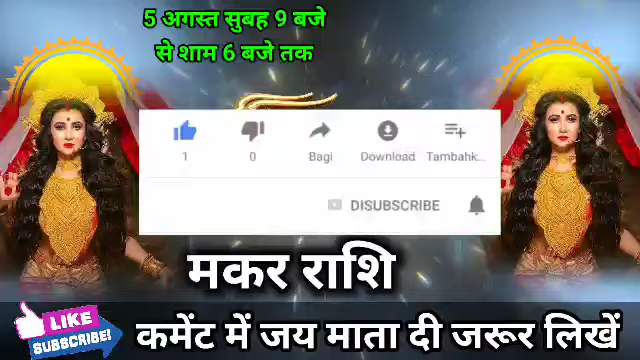 5 अगस्त सुबह 9 बजे
से शाम 6 बजे तक
1 0 Bagi Download Tambahk...
DISUBSCRIBE
मकर राशि
LIKE
SUBSCRIBE!
कमेंट में जय माता दी जरूर लिखें